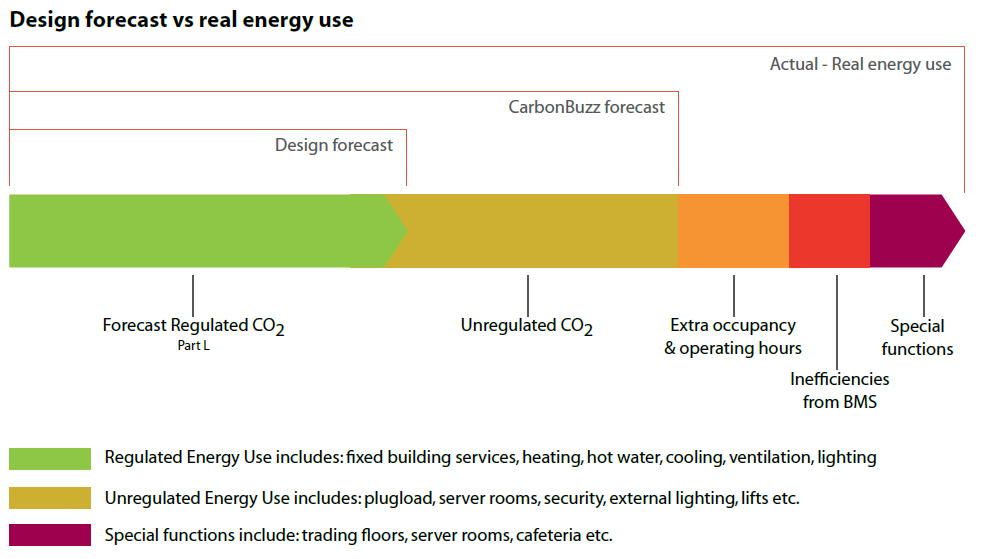 Design forecast vs real energy use
Actual - Real energy use
CarbonBuzz forecast
Design forecast
Forecast Regulated CO2
Part L
Unregulated CO2
Extra occupancy
& operating hours
Special
functions
Inefficiencies
from BMS
Regulated Energy Use includes: fixed building services, heating, hot water, cooling, ventilation, lighting
Unregulated Energy Use includes: plugload, server rooms, security, external lighting, lifts etc.
Special functions include: trading floors, server rooms, cafeteria etc.